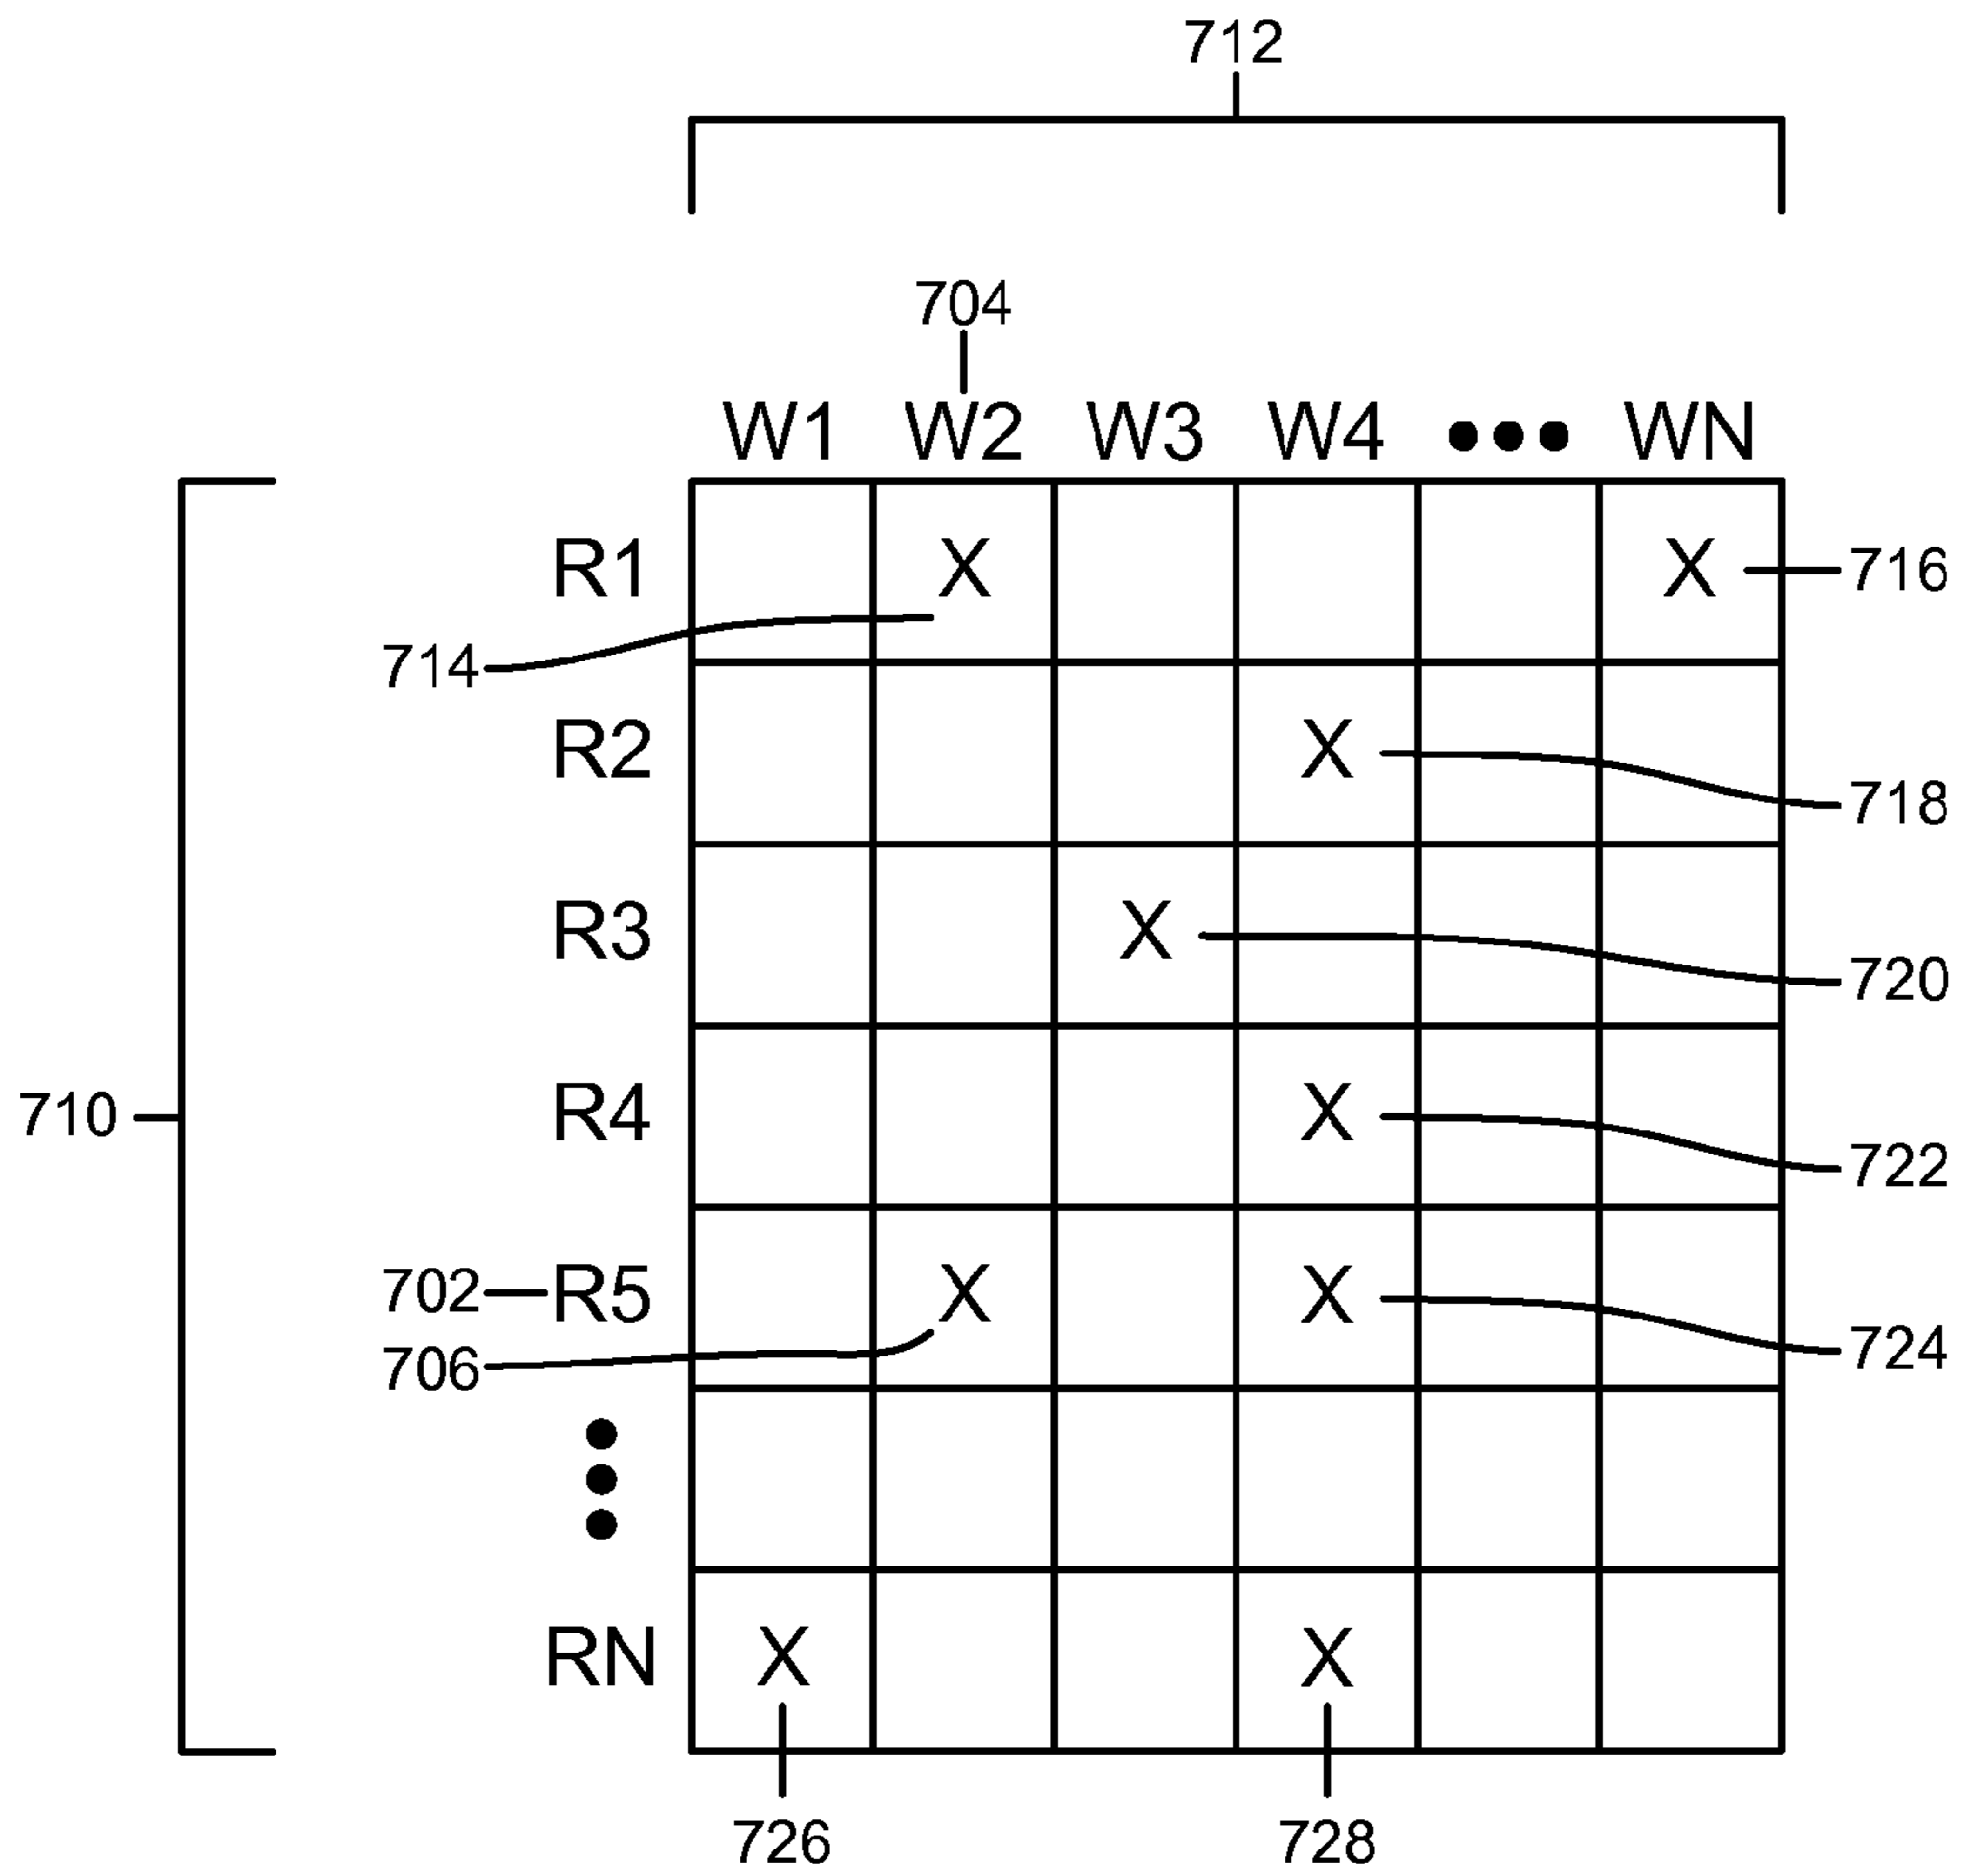 712
704
W1 W2 W3 W4 ••• WN
R1 X X 716
714
R2 X
718
R3 X
720
710 R4 X
722
702 R5 X X
706 724
RN X X
726 728